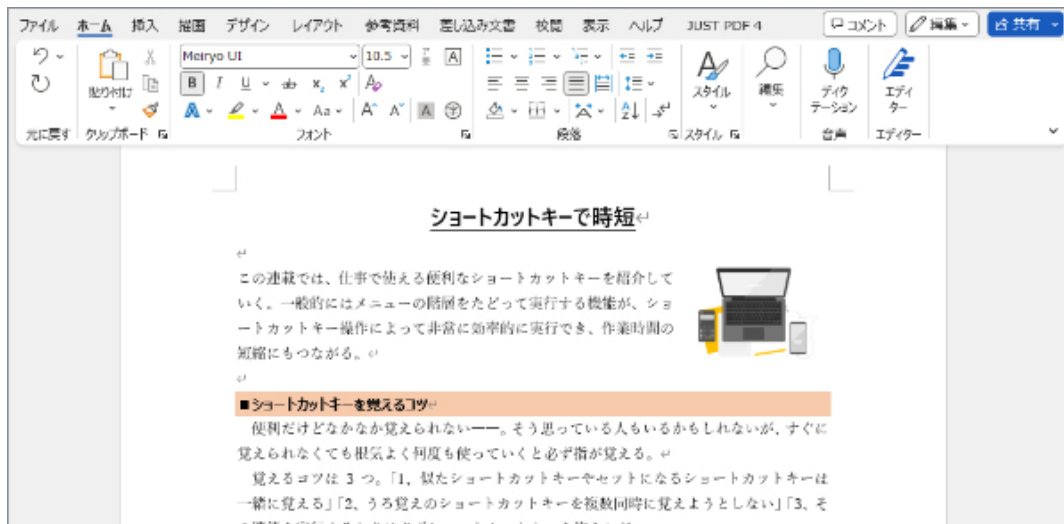 ファイル ホーム 挿入 描画 デザイン レイアウト 参考資料 差し込み文書 校閲 表示 ヘルプ JUST PDF 4 コメント 編集 共有
Meiryo UI 10.5
貼り付け スタイル 編集 ディクテーション エディター
元に戻す クリップボード フォント 段落 スタイル 音声 エディター
ショートカットキーで時短
この連載では、仕事で使える便利なショートカットキーを紹介して
いく。一般的にはメニューの階層をたどって実行する機能が、ショ
ートカットキー操作によって非常に効率的に実行でき、作業時間の
短縮にもつながる。
■ショートカットキーを覚えるコツ
便利だけどなかなか覚えられない――。そう思っている人もいるかもしれないが、すぐに
覚えられなくても根気よく何度も使っていくと必ず指が覚える。
覚えるコツは 3 つ。「1、似たショートカットキーやセットになるショートカットキーは
一緒に覚える」「2、うろ覚えのショートカットキーを複数同時に覚えようとしない」「3、そ